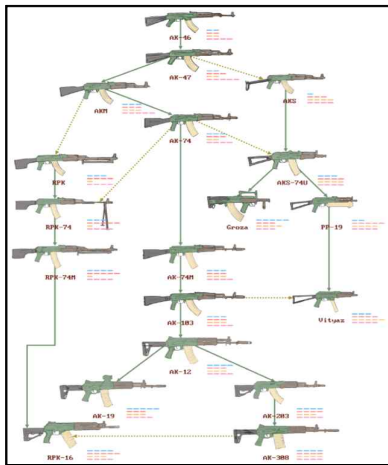 AK-46
AK-47
AKS
AKM
AK-74
RPK
AKS-74U
RPK-74
Groza
PP-19
RPK-74M
AK-74M
AK-103
Vityaz
AK-12
AK-19
AK-203
RPK-16
AK-308